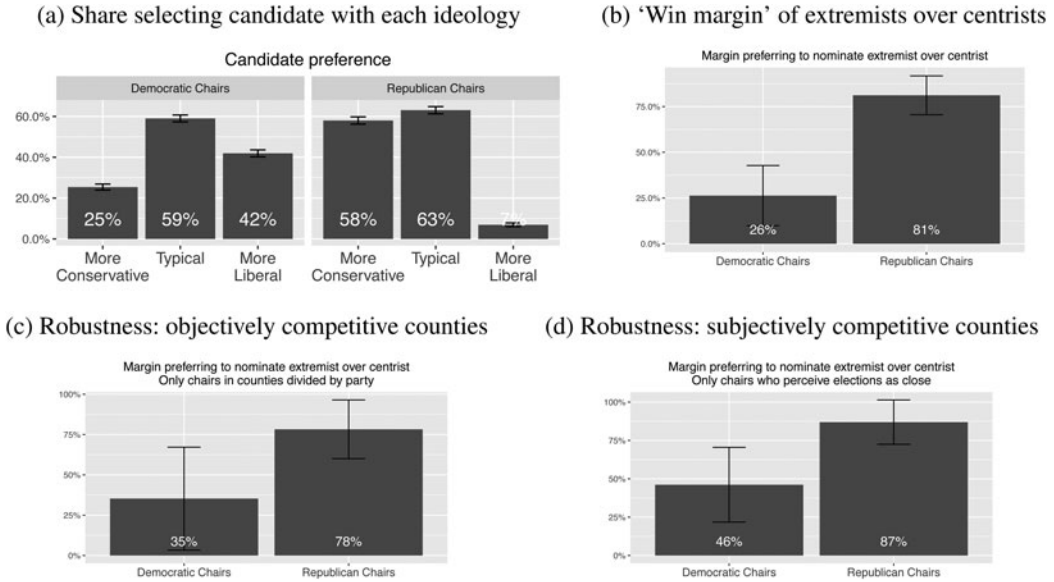 (a) Share selecting candidate with each ideology
Candidate preference
Democratic Chairs
Republican Chairs
60.0%
40.0%
20.0%
0.0%
25%
59%
42%
58%
63%
7%
More
Conservative
Typical
More
Liberal
More
Conservative
Typical
More
Liberal
(b) ‘Win margin’ of extremists over centrists
Margin preferring to nominate extremist over centrist
75.0%
50.0%
25.0%
0.0%
26%
81%
Democratic Chairs
Republican Chairs
(c) Robustness: objectively competitive counties
Margin preferring to nominate extremist over centrist
Only chairs in counties divided by party
100%
75%
50%
25%
0%
35%
78%
Democratic Chairs
Republican Chairs
(d) Robustness: subjectively competitive counties
Margin preferring to nominate extremist over centrist
Only chairs who perceive elections as close
100%
75%
50%
25%
0%
46%
87%
Democratic Chairs
Republican Chairs